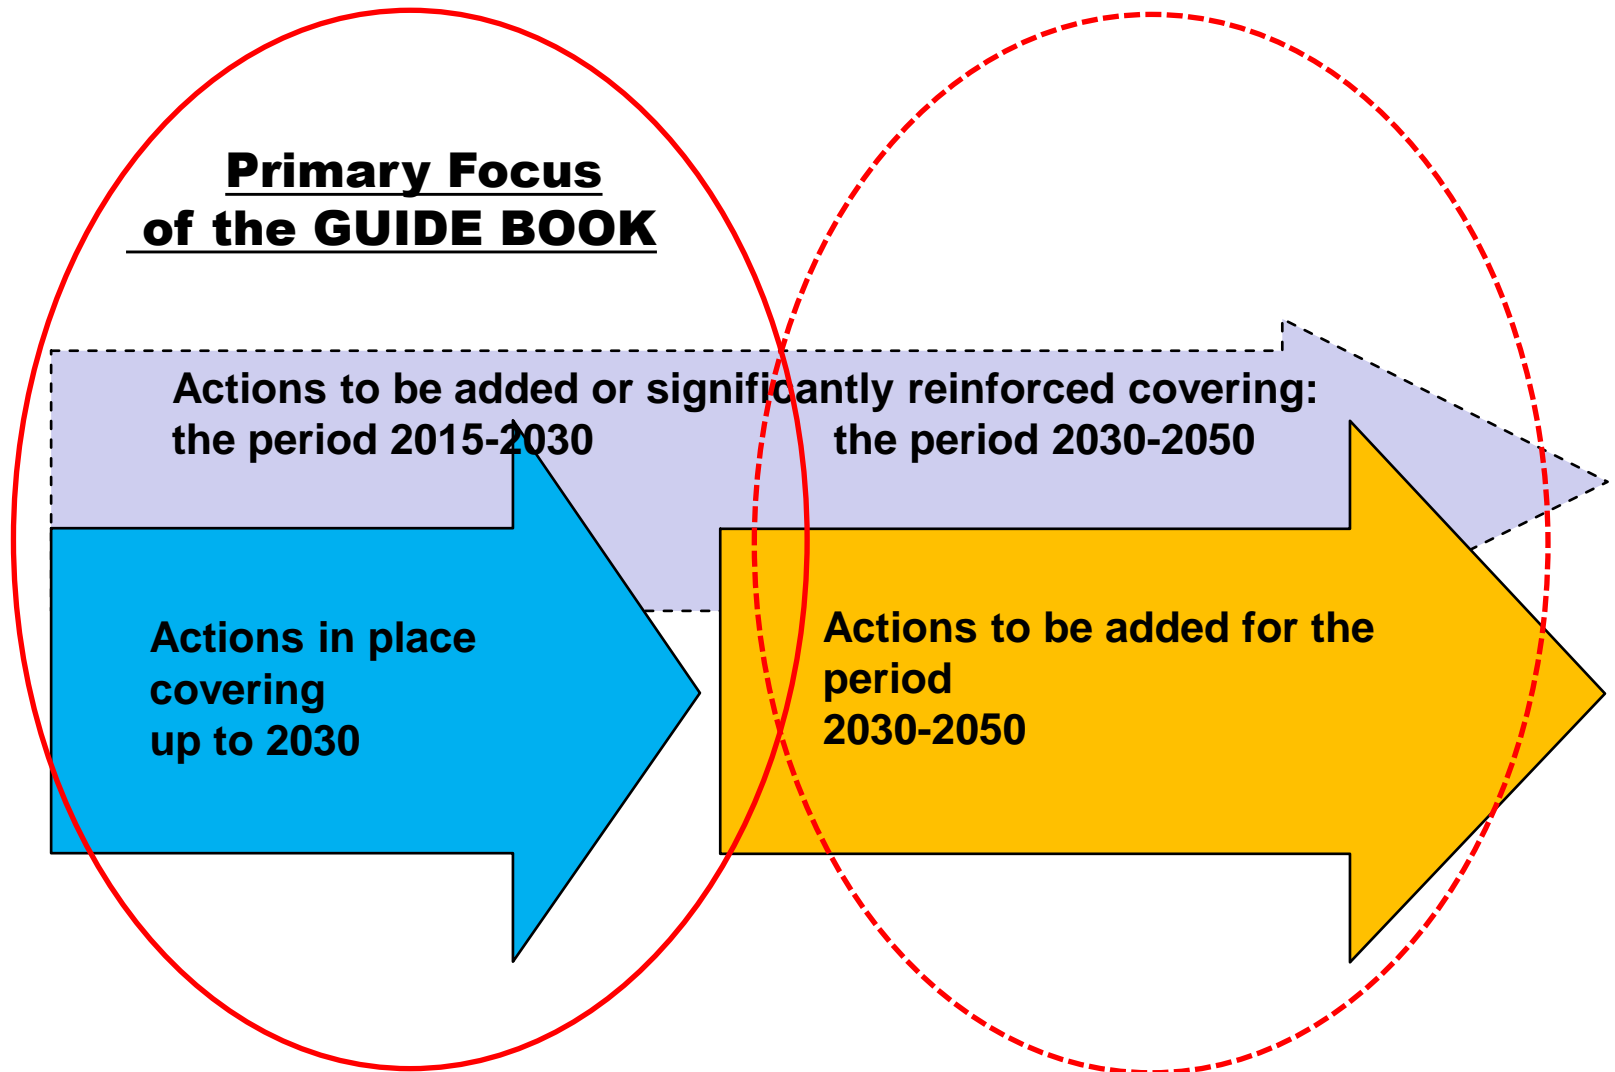 Primary Focus
of the GUIDE BOOK
Actions to be added or significantly reinforced covering:
the period 2015-2030 the period 2030-2050
Actions in place
covering
up to 2030
Actions to be added for the
period
2030-2050